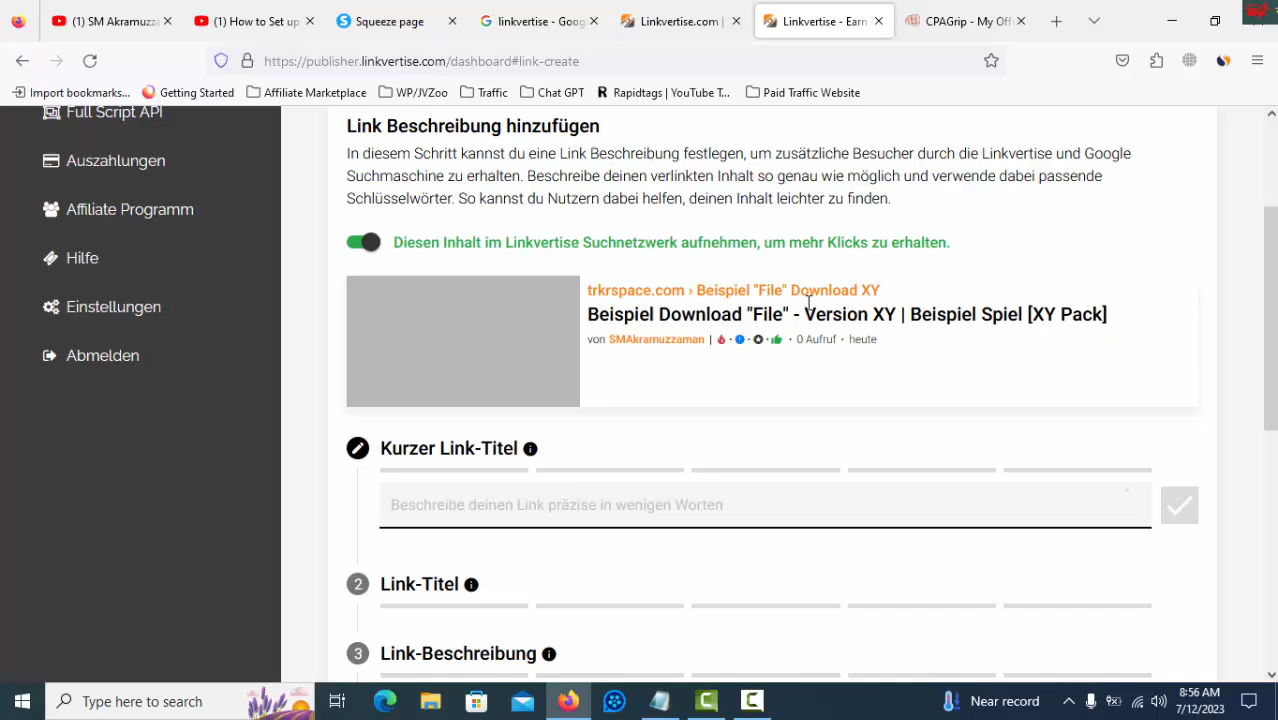 (1) SM Akramuzza
(1) How to Set up
Squeeze page
linkvertise - Goog
Linkvertise.com |
Linkvertise - Earn
CPAGrip - My Off
https://publisher.linkvertise.com/dashboard#link-create
Import bookmarks...
Getting Started
Affiliate Marketplace
WP/JVZoo
Traffic
Chat GPT
Rapidtags | YouTube T...
Paid Traffic Website
Full Script API
Auszahlungen
Affiliate Programm
Hilfe
Einstellungen
Abmelden
Link Beschreibung hinzufügen
In diesem Schritt kannst du eine Link Beschreibung festlegen, um zusätzliche Besucher durch die Linkvertise und Google
Suchmaschine zu erhalten. Beschreibe deinen verlinkten Inhalt so genau wie möglich und verwende dabei passende
Schlüsselwörter. So kannst du Nutzern dabei helfen, deinen Inhalt leichter zu finden.
Diesen Inhalt im Linkvertise Suchnetzwerk aufnehmen, um mehr Klicks zu erhalten.
trkrspace.com › Beispiel "File" Download XY
Beispiel Download "File" - Version XY | Beispiel Spiel [XY Pack]
von SMAkramuzzaman | · · · · 0 Aufruf · heute
Kurzer Link-Titel
Beschreibe deinen Link präzise in wenigen Worten
2 Link-Titel
3 Link-Beschreibung
Type here to search
Near record
8:56 AM
7/12/2023